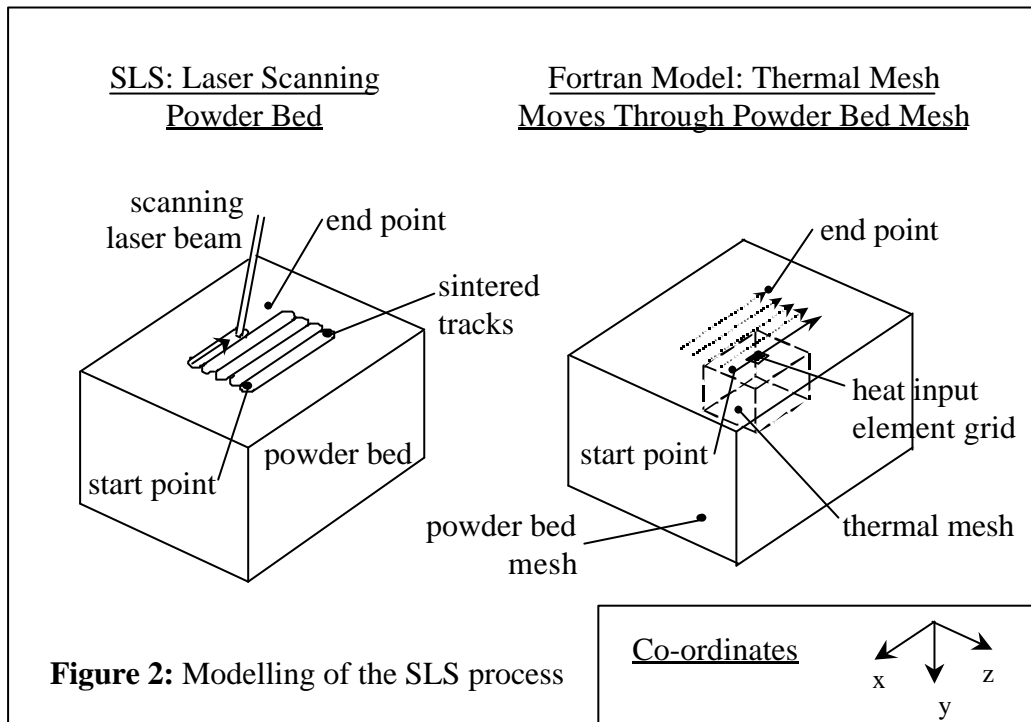 SLS: Laser Scanning
Powder Bed
Fortran Model: Thermal Mesh
Moves Through Powder Bed Mesh
scanning
laser beam
end point
sintered
tracks
powder bed
start point
end point
heat input
element grid
start point
thermal mesh
powder bed
mesh
Figure 2: Modelling of the SLS process
Co-ordinates
x
y
z